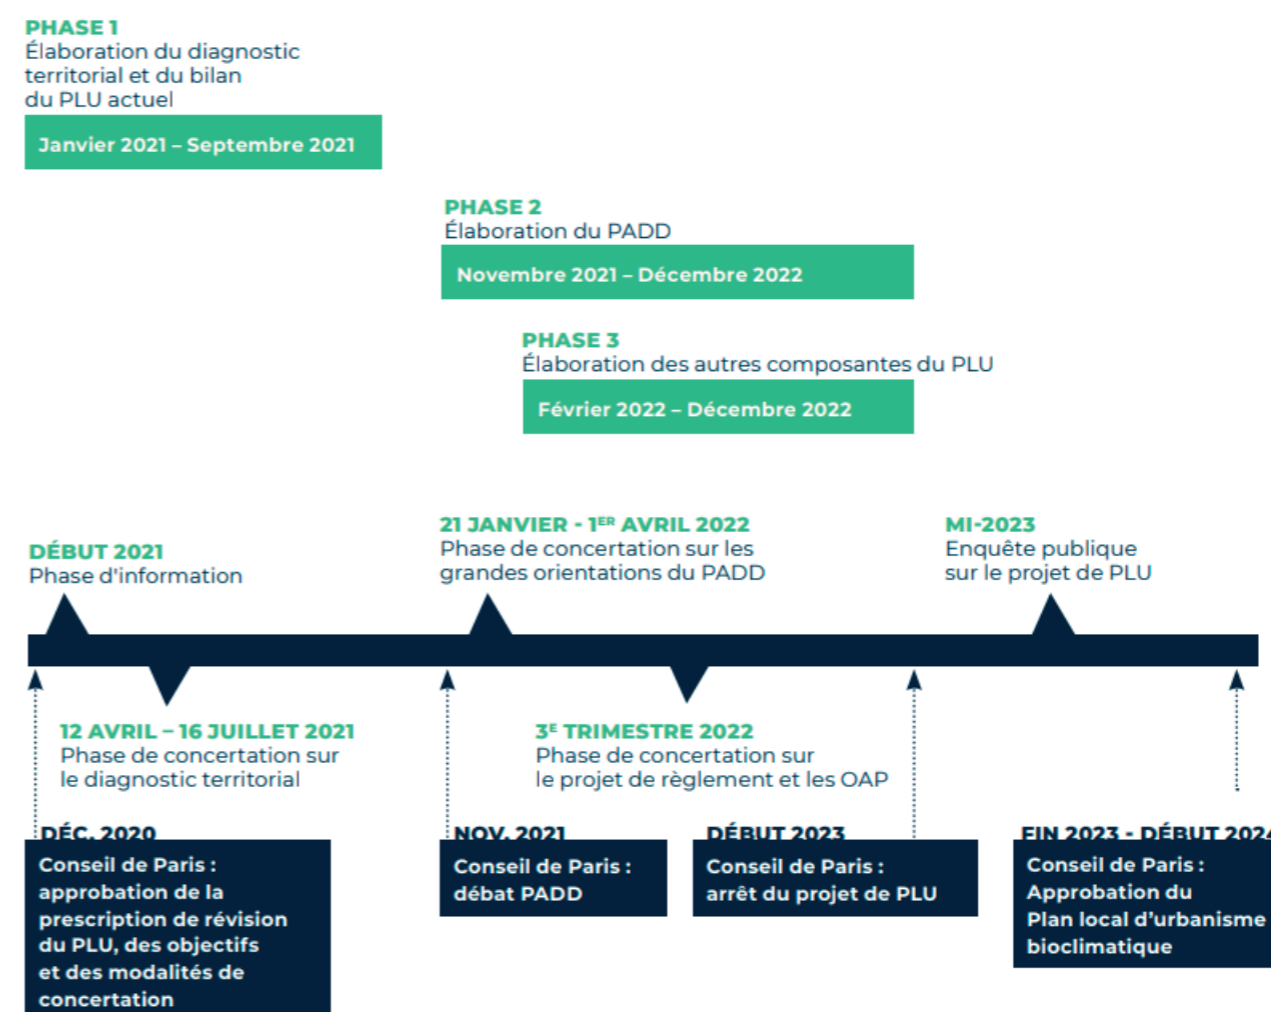 PHASE 1
Élaboration du diagnostic
territorial et du bilan
du PLU actuel
Janvier 2021 – Septembre 2021
PHASE 2
Élaboration du PADD
Novembre 2021 – Décembre 2022
PHASE 3
Élaboration des autres composantes du PLU
Février 2022 – Décembre 2022
DÉBUT 2021
Phase d'information
21 JANVIER - 1ER AVRIL 2022
Phase de concertation sur les
grandes orientations du PADD
MI-2023
Enquête publique
sur le projet de PLU
12 AVRIL – 16 JUILLET 2021
Phase de concertation sur
le diagnostic territorial
3E TRIMESTRE 2022
Phase de concertation sur
le projet de règlement et les OAP
DÉC. 2020
Conseil de Paris :
approbation de la
prescription de révision
du PLU, des objectifs
et des modalités de
concertation
NOV. 2021
Conseil de Paris :
débat PADD
DÉBUT 2023
Conseil de Paris :
arrêt du projet de PLU
FIN 2023 - DÉBUT 2024
Conseil de Paris :
Approbation du
Plan local d'urbanisme
bioclimatique